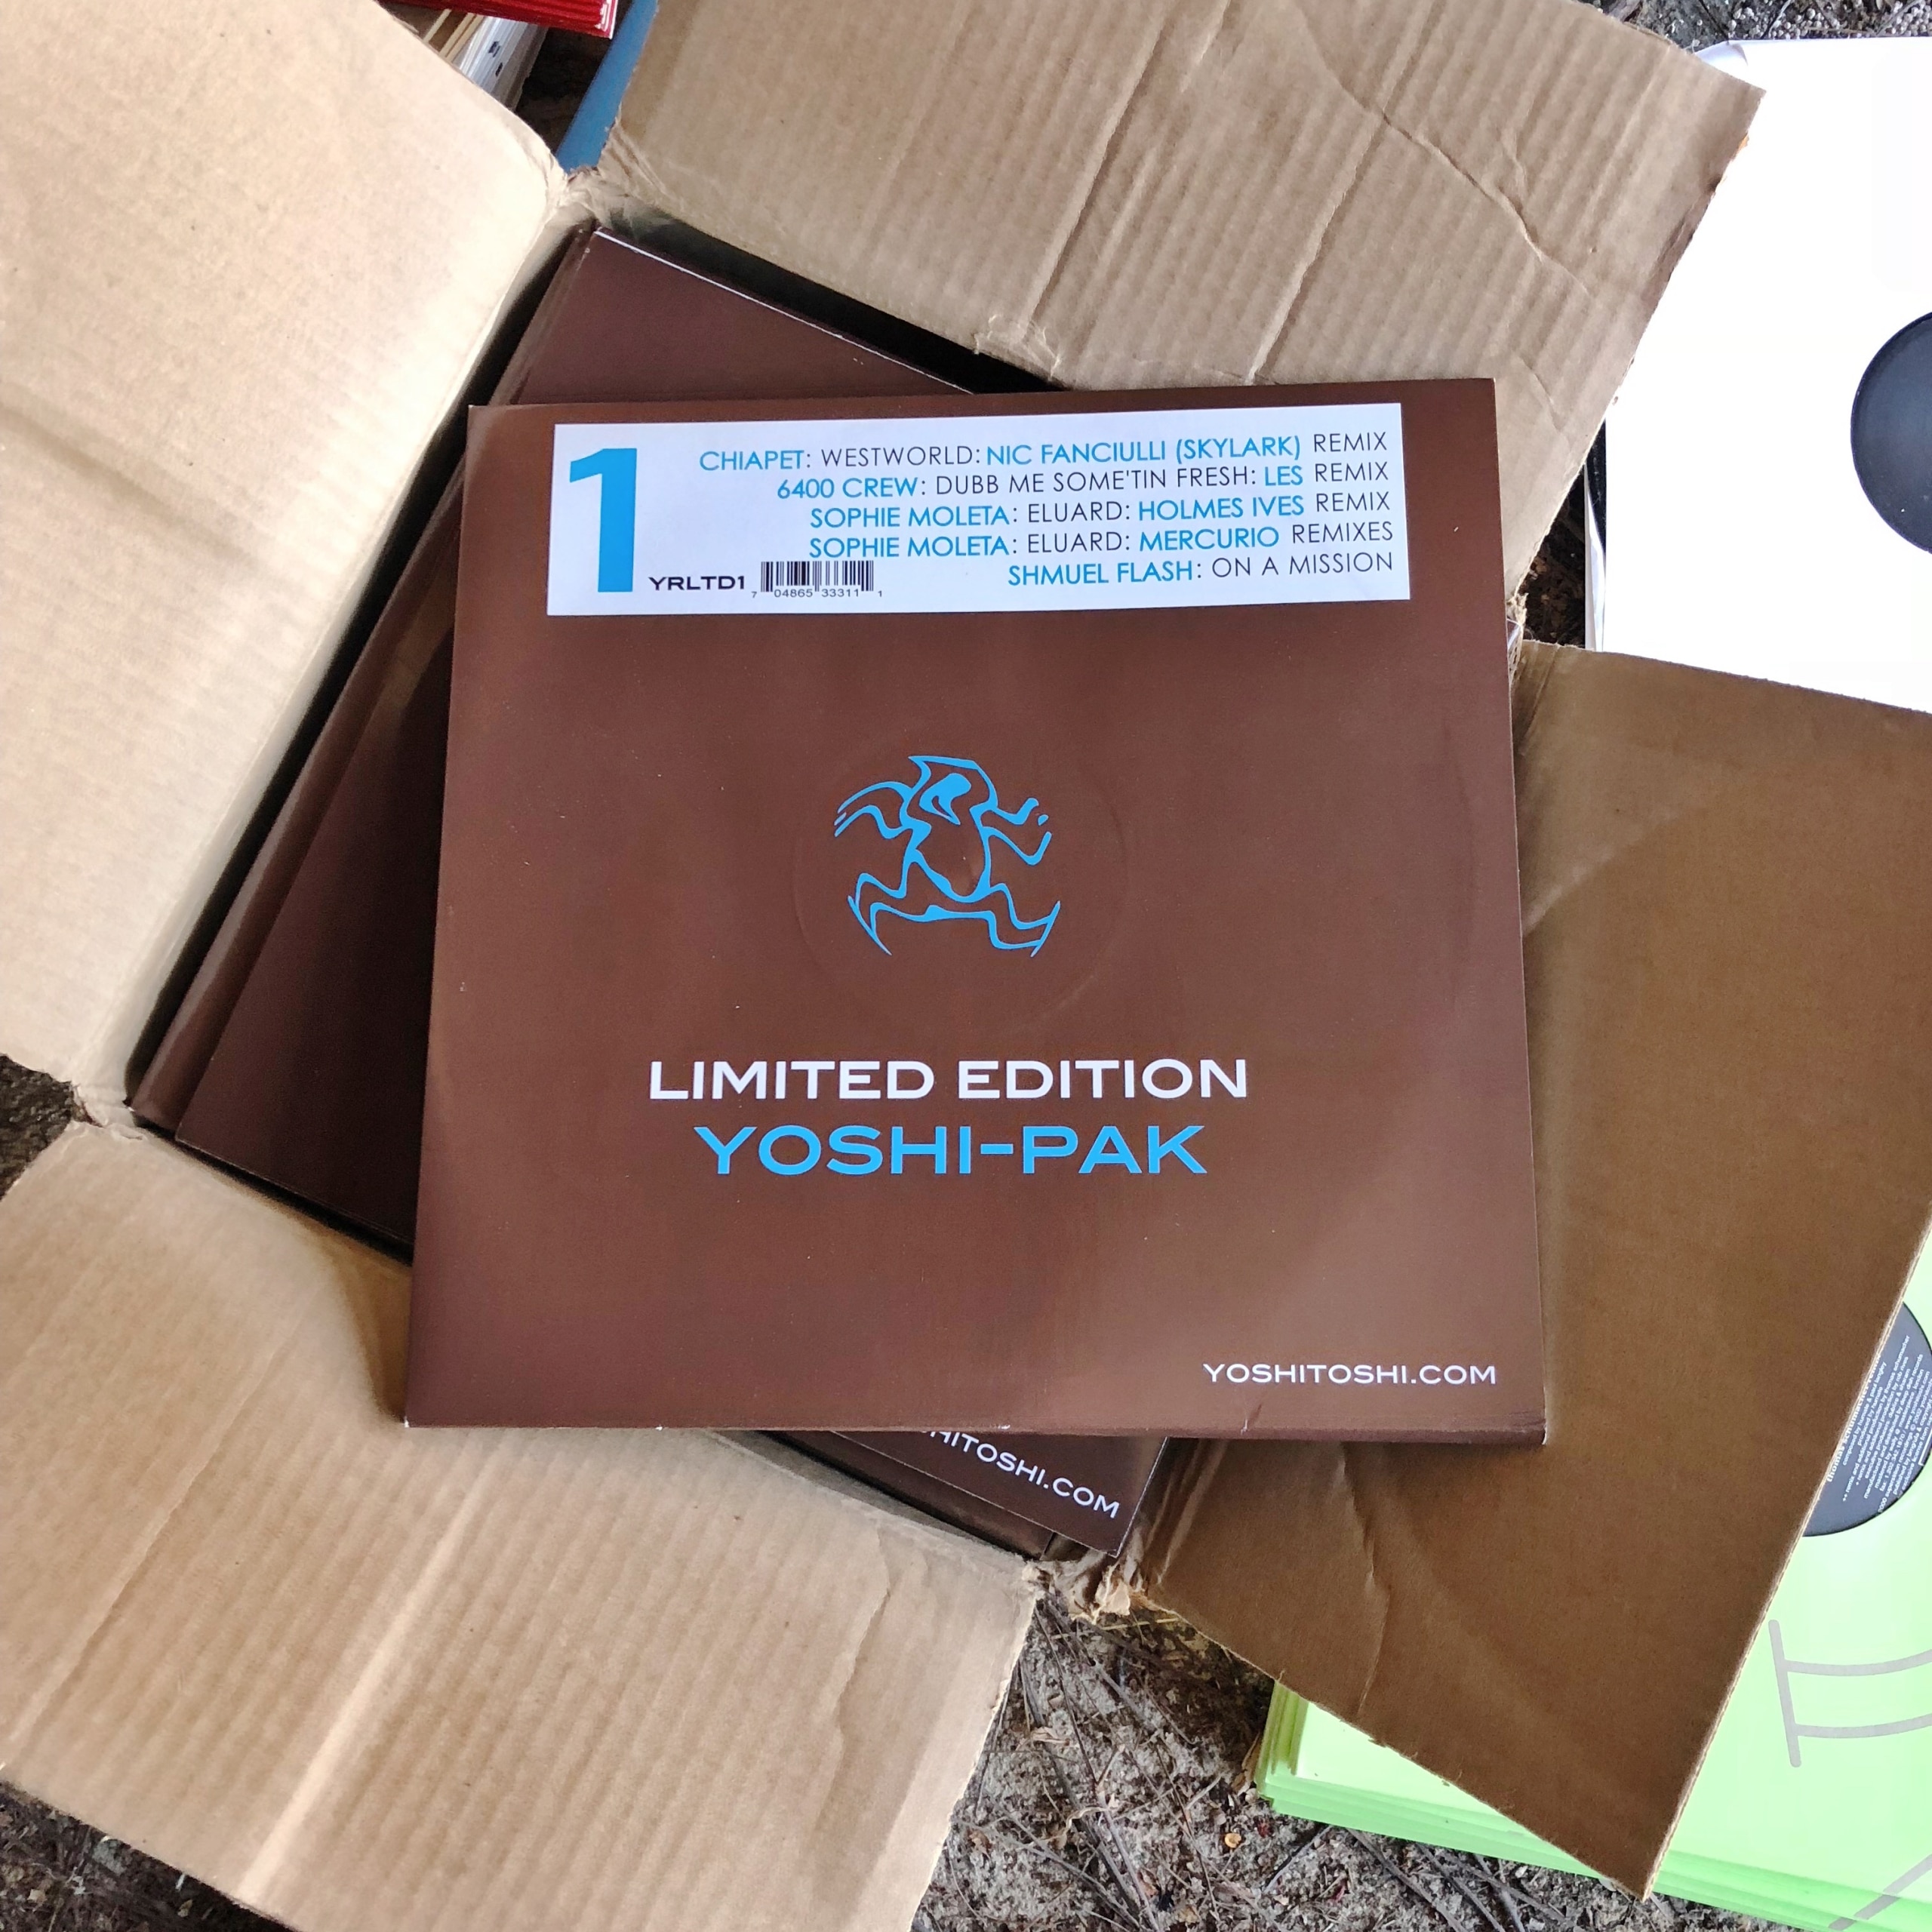 1
CHIAPET: WESTWORLD: NIC FANCIULLI (SKYLARK) REMIX
6400 CREW: DUBB ME SOME'TIN FRESH: LES REMIX
SOPHIE MOLETA: ELUARD: HOLMES IVES REMIX
SOPHIE MOLETA: ELUARD: MERCURIO REMIXES
SHMUEL FLASH: ON A MISSION
YRLTD1
7 04865 33311 1
LIMITED EDITION
YOSHI-PAK
YOSHITOSHI.COM
HITOSHI.COM